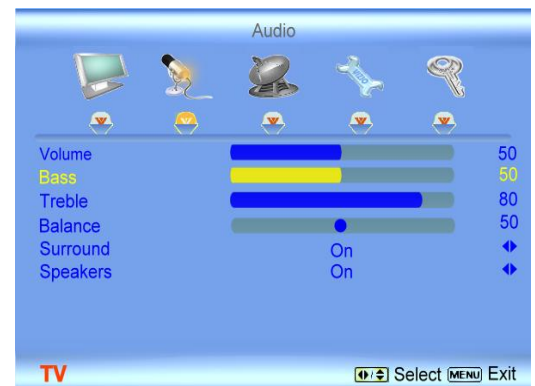 Audio
Volume 50
Bass 50
Treble 80
Balance 50
Surround On
Speakers On
TV Select MENU Exit